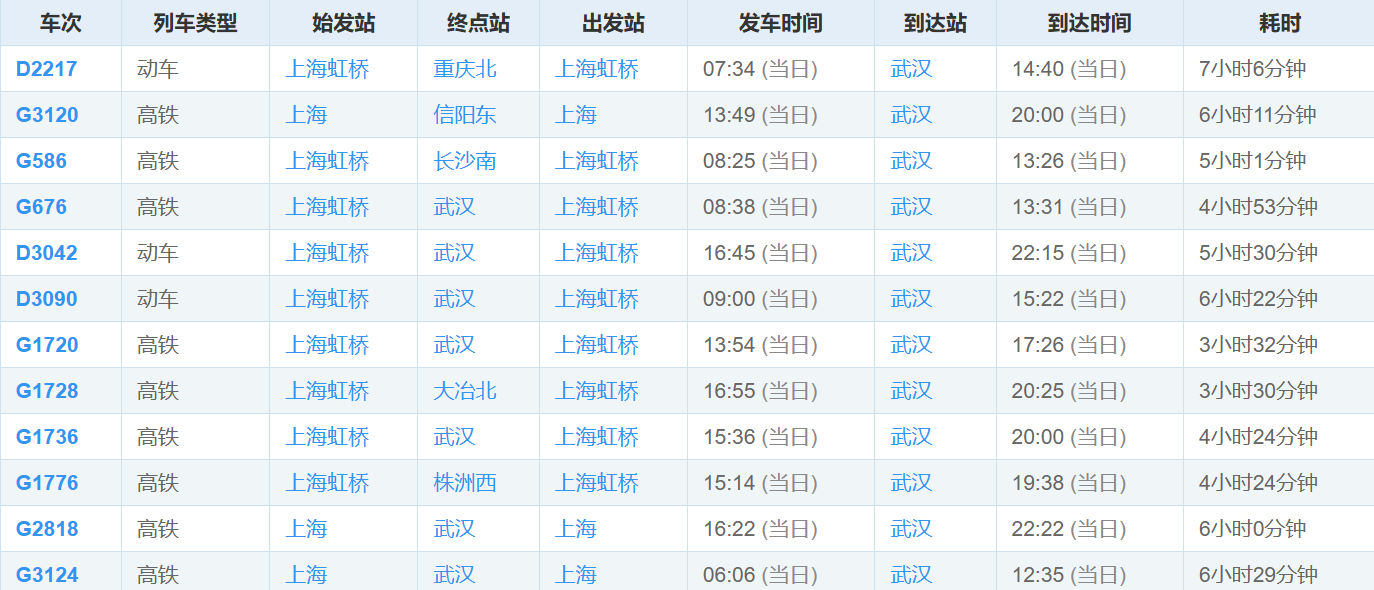 车次 列车类型 始发站 终点站 出发站 发车时间 到达站 到达时间 耗时
D2217 动车 上海虹桥 重庆北 上海虹桥 07:34 (当日) 武汉 14:40 (当日) 7小时6分钟
G3120 高铁 上海 信阳东 上海 13:49 (当日) 武汉 20:00 (当日) 6小时11分钟
G586 高铁 上海虹桥 长沙南 上海虹桥 08:25 (当日) 武汉 13:26 (当日) 5小时1分钟
G676 高铁 上海虹桥 武汉 上海虹桥 08:38 (当日) 武汉 13:31 (当日) 4小时53分钟
D3042 动车 上海虹桥 武汉 上海虹桥 16:45 (当日) 武汉 22:15 (当日) 5小时30分钟
D3090 动车 上海虹桥 武汉 上海虹桥 09:00 (当日) 武汉 15:22 (当日) 6小时22分钟
G1720 高铁 上海虹桥 武汉 上海虹桥 13:54 (当日) 武汉 17:26 (当日) 3小时32分钟
G1728 高铁 上海虹桥 大冶北 上海虹桥 16:55 (当日) 武汉 20:25 (当日) 3小时30分钟
G1736 高铁 上海虹桥 武汉 上海虹桥 15:36 (当日) 武汉 20:00 (当日) 4小时24分钟
G1776 高铁 上海虹桥 株洲西 上海虹桥 15:14 (当日) 武汉 19:38 (当日) 4小时24分钟
G2818 高铁 上海 武汉 上海 16:22 (当日) 武汉 22:22 (当日) 6小时0分钟
G3124 高铁 上海 武汉 上海 06:06 (当日) 武汉 12:35 (当日) 6小时29分钟